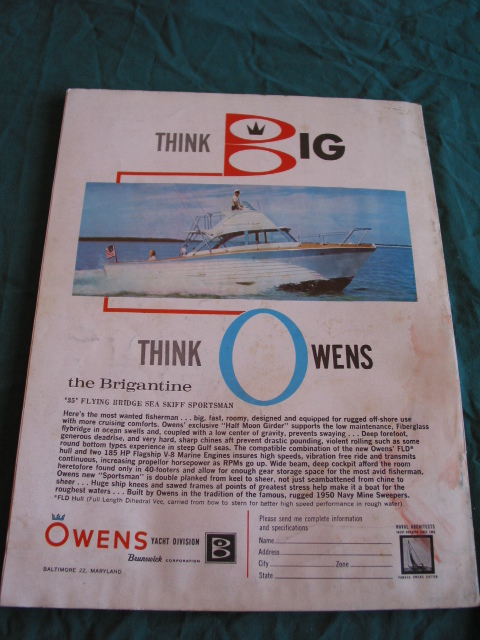 THINK BIG
THINK OWENS
the Brigantine
"35" FLYING BRIDGE SEA SKIFF SPORTSMAN
Here's the most wanted fisherman . . . big, fast, roomy, designed and equipped for rugged off-shore use
with more cruising comforts. Owens' exclusive "Half Moon Girder" supports the low maintenance, Fiberglass
flybridge in ocean swells and, coupled with a low center of gravity, prevents swaying . . . Deep forefoot,
generous deadrise, and very hard, sharp chines aft prevent drastic pounding, violent rolling such as some
round bottom types experience in steep Gulf seas. The compatible combination of the new Owens' FLD*
hull and two 185 HP Flagship V-8 Marine Engines insures high speeds, vibration free ride and transmits
continuous, increasing propellor horsepower as RPMs go up. Wide beam, deep cockpit afford the room
heretofore found only in 40-footers and allow for enough gear storage space for the most avid fisherman.
Owens new "Sportsman" is double planked from keel to sheer, not just seambattened from chine to
sheer . . . Huge ship knees and sawed frames at points of greatest stress help make it a boat for the
roughest waters . . . Built by Owens in the tradition of the famous, rugged 1950 Navy Mine Sweepers.
*FLD Hull (Full Length Dihedral Vee, carried from bow to stern for better high speed performance in rough water)
OWENS YACHT DIVISION
Brunswick CORPORATION
B
BALTIMORE 22, MARYLAND
Please send me complete information
and specifications
Name
Address
City Zone
State
NAVAL ARCHITECTS
YACHT BUILDERS SINCE 1925
FAMOUS OWENS CUTTER